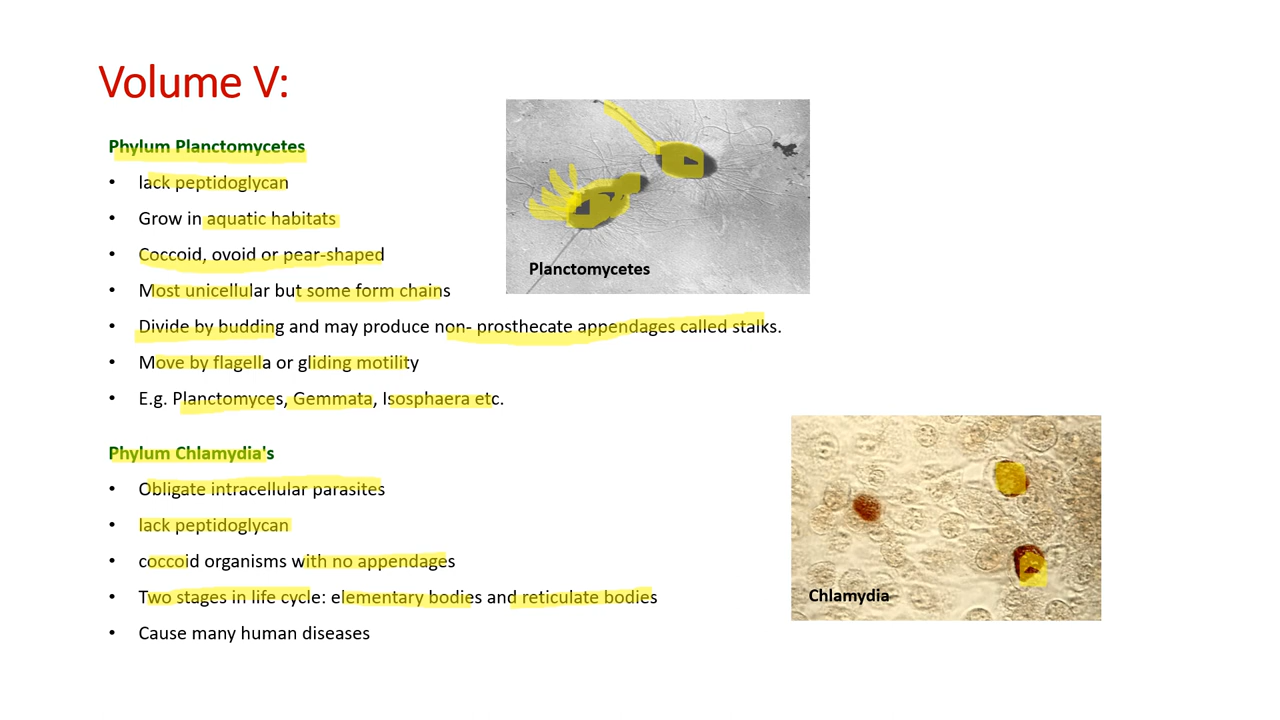 Volume V:
Phylum Planctomycetes
• lack peptidoglycan
• Grow in aquatic habitats
• Coccoid, ovoid or pear-shaped
• Most unicellular but some form chains
• Divide by budding and may produce non- prosthecate appendages called stalks.
• Move by flagella or gliding motility
• E.g. Planctomyces, Gemmata, Isosphaera etc.
Planctomycetes
Phylum Chlamydia's
• Obligate intracellular parasites
• lack peptidoglycan
• coccoid organisms with no appendages
• Two stages in life cycle: elementary bodies and reticulate bodies
• Cause many human diseases
Chlamydia